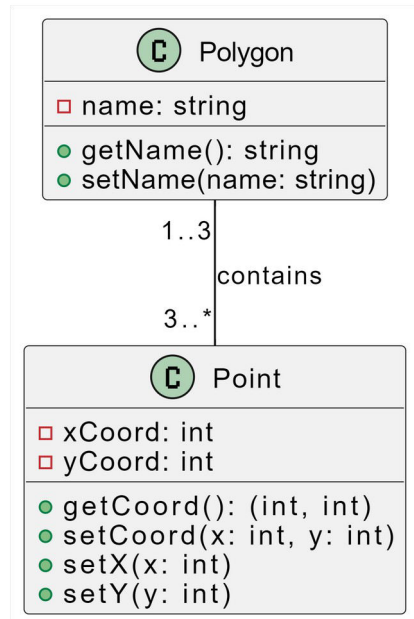 C Polygon
name: string
getName(): string
setName(name: string)
1..3
contains
3..*
C Point
xCoord: int
yCoord: int
getCoord(): (int, int)
setCoord(x: int, y: int)
setX(x: int)
setY(y: int)